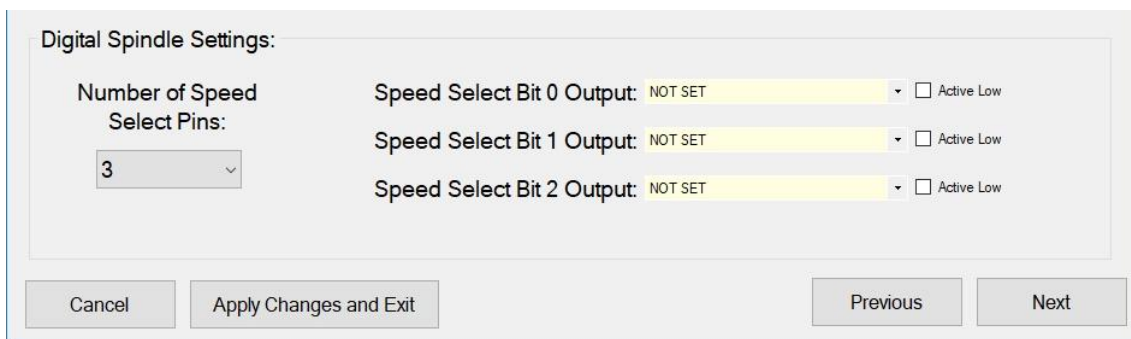 Digital Spindle Settings:
Number of Speed
Select Pins:
3
Speed Select Bit 0 Output: NOT SET Active Low
Speed Select Bit 1 Output: NOT SET Active Low
Speed Select Bit 2 Output: NOT SET Active Low
Cancel Apply Changes and Exit Previous Next